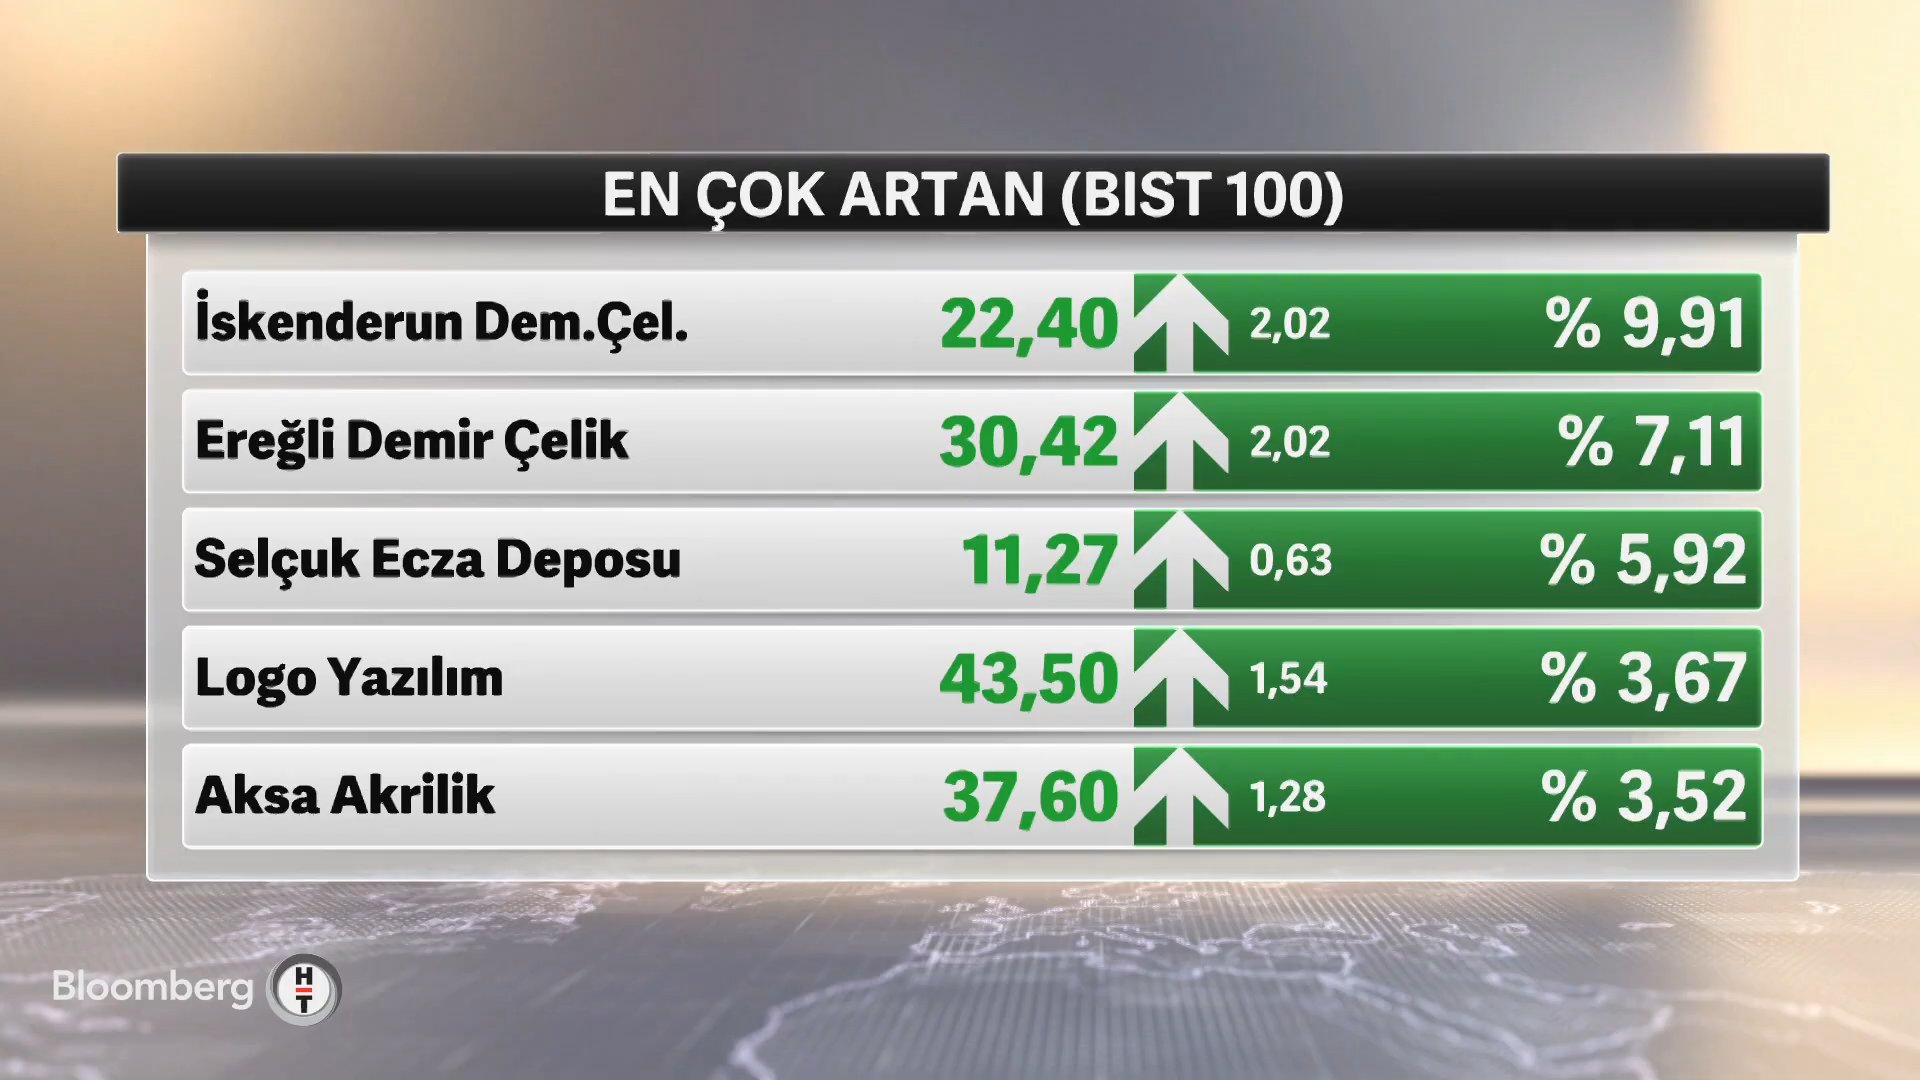 EN ÇOK ARTAN (BIST 100)
İskenderun Dem.Çel. 22,40 2,02 % 9,91
Ereğli Demir Çelik 30,42 2,02 % 7,11
Selçuk Ecza Deposu 11,27 0,63 % 5,92
Logo Yazılım 43,50 1,54 % 3,67
Aksa Akrilik 37,60 1,28 % 3,52
Bloomberg HT